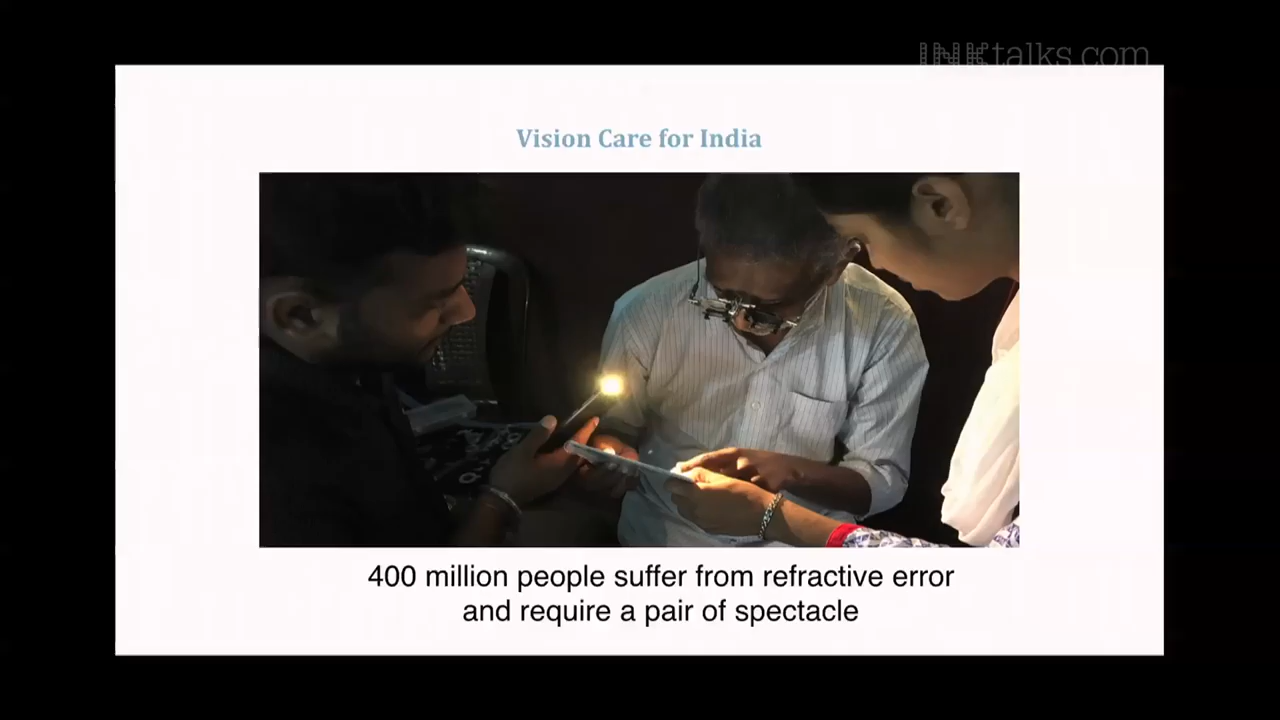 INKtalks.com
Vision Care for India
400 million people suffer from refractive error
and require a pair of spectacle